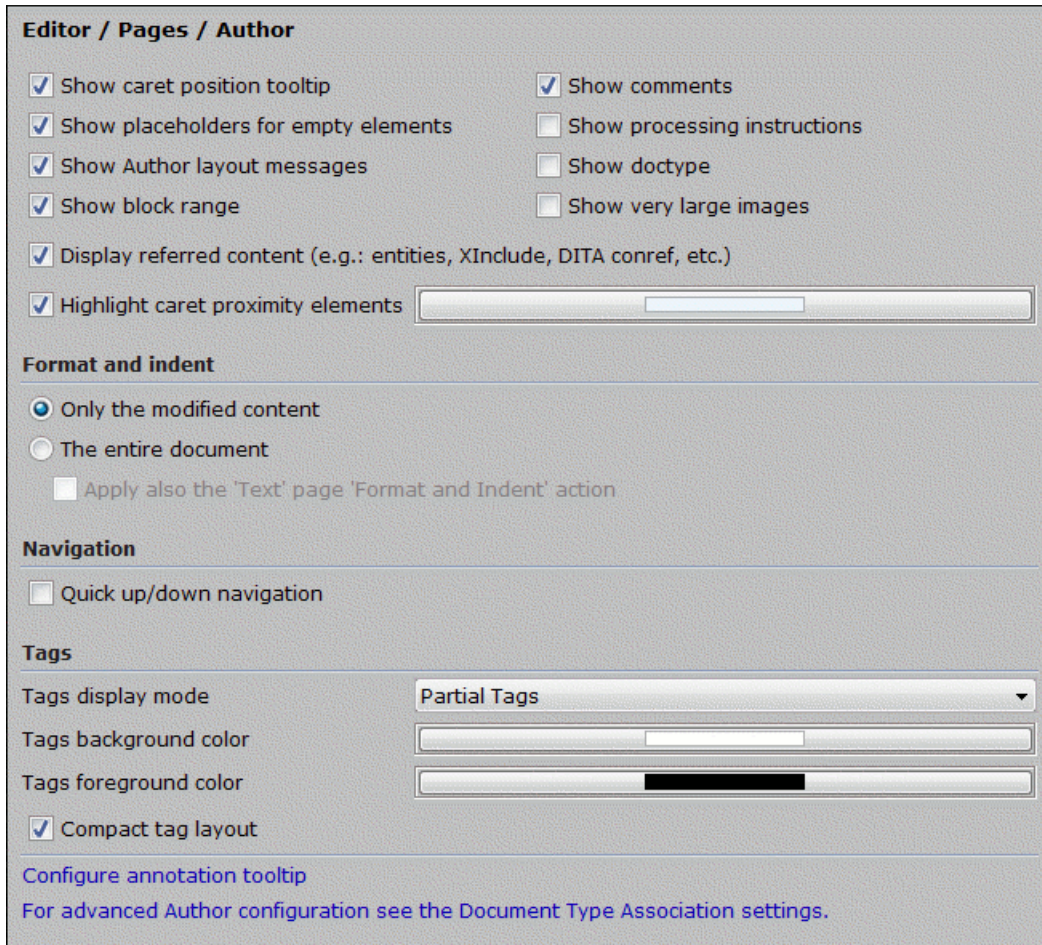 Editor / Pages / Author
Show caret position tooltip
Show comments
Show placeholders for empty elements
Show processing instructions
Show Author layout messages
Show doctype
Show block range
Show very large images
Display referred content (e.g.: entities, XInclude, DITA conref, etc.)
Highlight caret proximity elements
Format and indent
Only the modified content
The entire document
Apply also the 'Text' page 'Format and Indent' action
Navigation
Quick up/down navigation
Tags
Tags display mode
Partial Tags
Tags background color
Tags foreground color
Compact tag layout
Configure annotation tooltip
For advanced Author configuration see the Document Type Association settings.